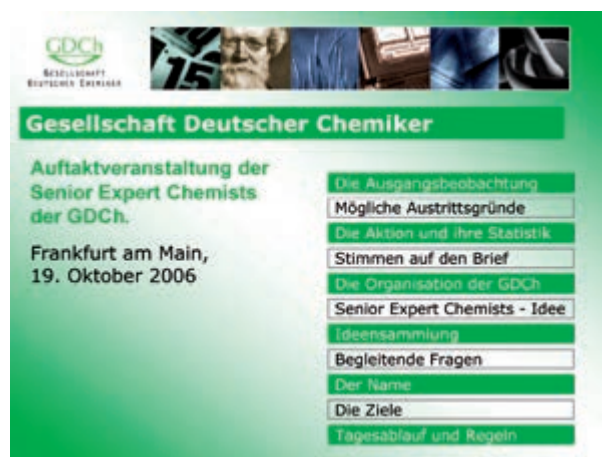 GDCh
GESELLSCHAFT
DEUTSCHER CHEMIKER
15
Gesellschaft Deutscher Chemiker
Auftaktveranstaltung der
Senior Expert Chemists
der GDCh.
Frankfurt am Main,
19. Oktober 2006
Die Ausgangsbeobachtung
Mögliche Austrittsgründe
Die Aktion und ihre Statistik
Stimmen auf den Brief
Die Organisation der GDCh
Senior Expert Chemists - Idee
Ideensammlung
Begleitende Fragen
Der Name
Die Ziele
Tagesablauf und Regeln